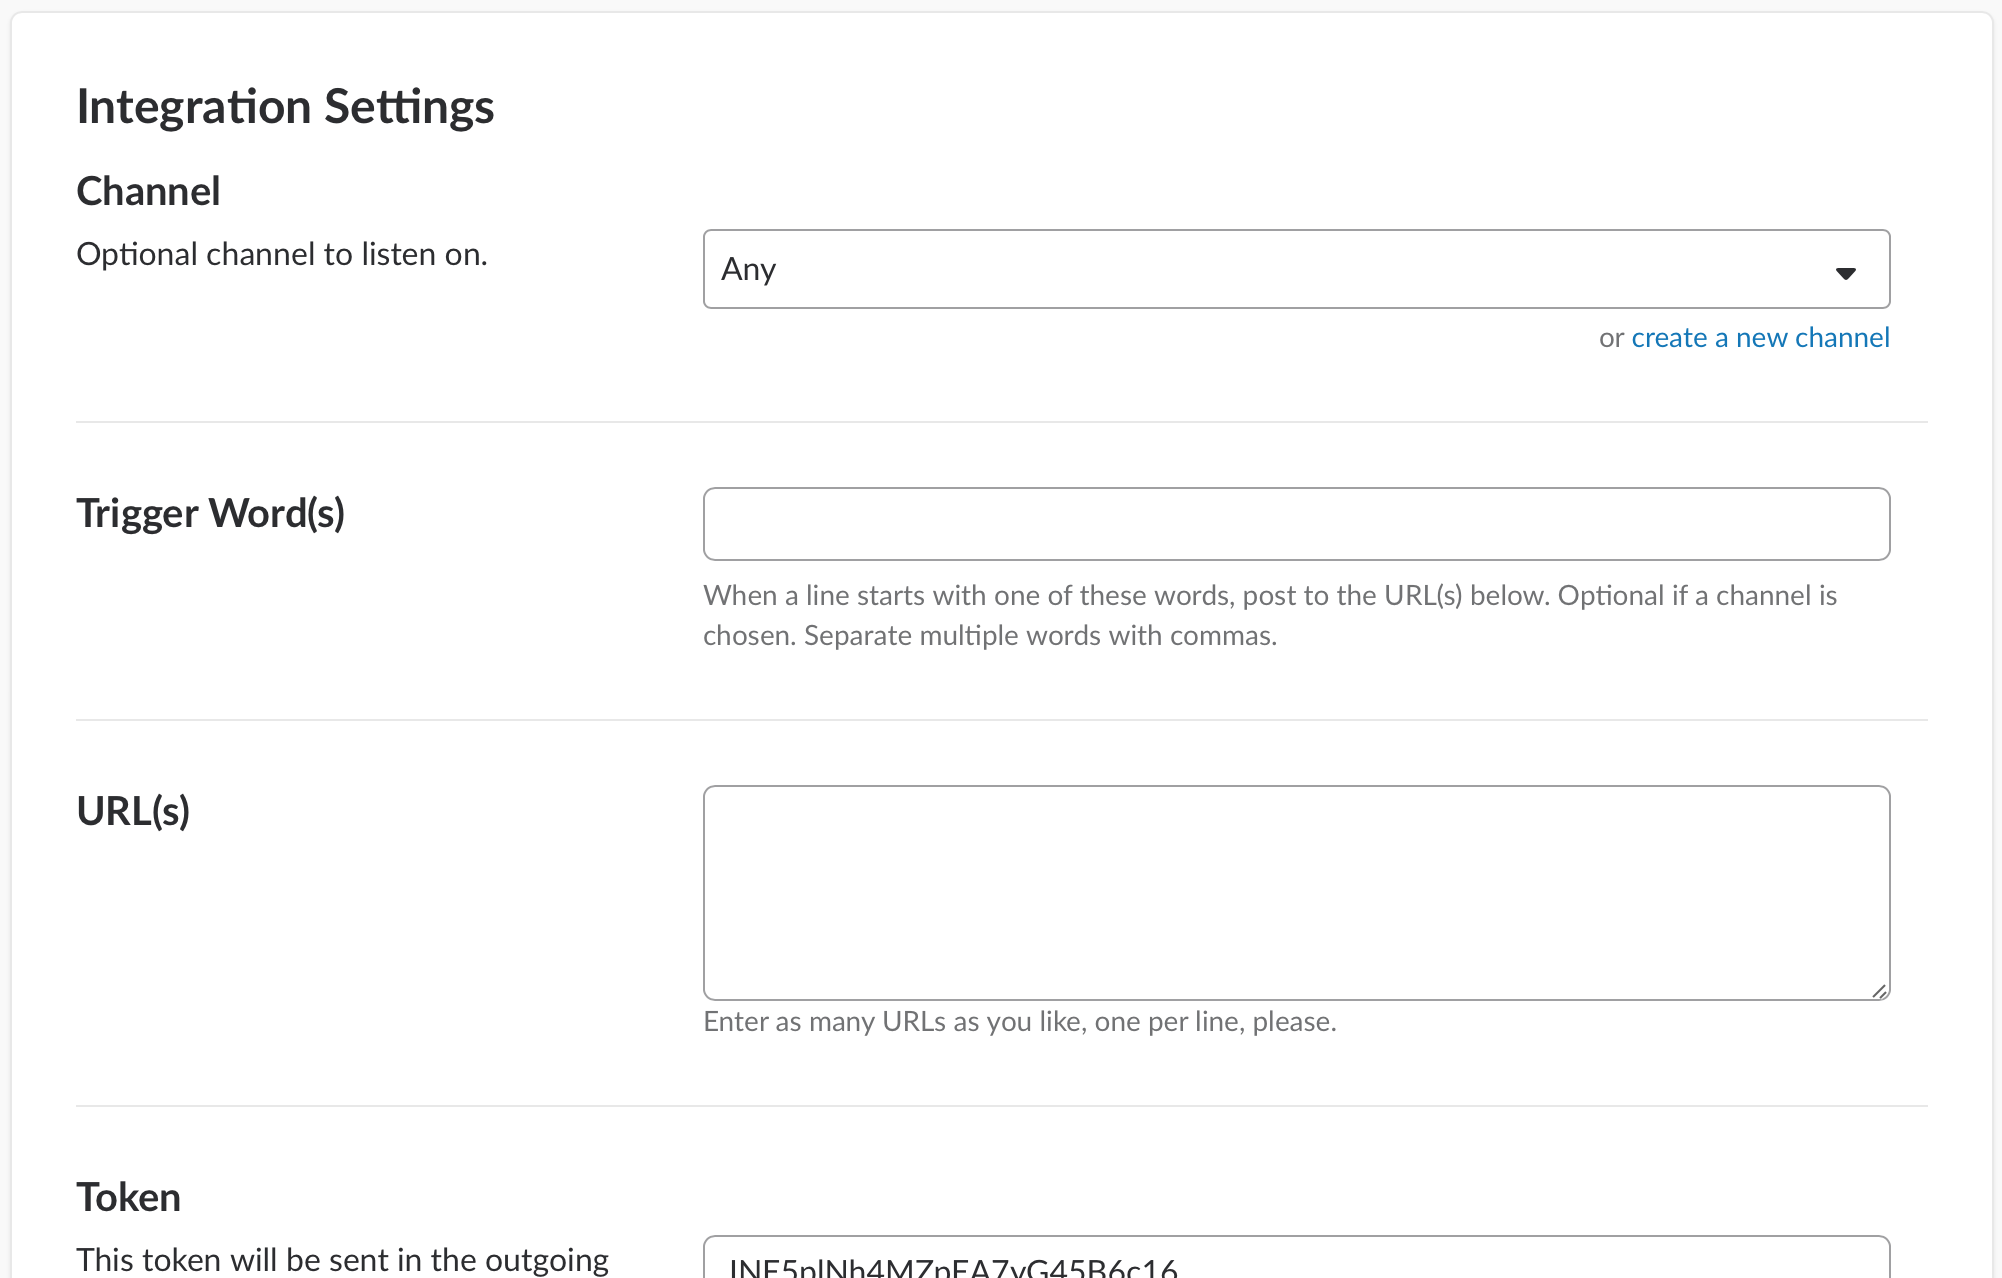 Integration Settings
Channel
Optional channel to listen on.
Any
or create a new channel
Trigger Word(s)
When a line starts with one of these words, post to the URL(s) below. Optional if a channel is
chosen. Separate multiple words with commas.
URL(s)
Enter as many URLs as you like, one per line, please.
Token
This token will be sent in the outgoing